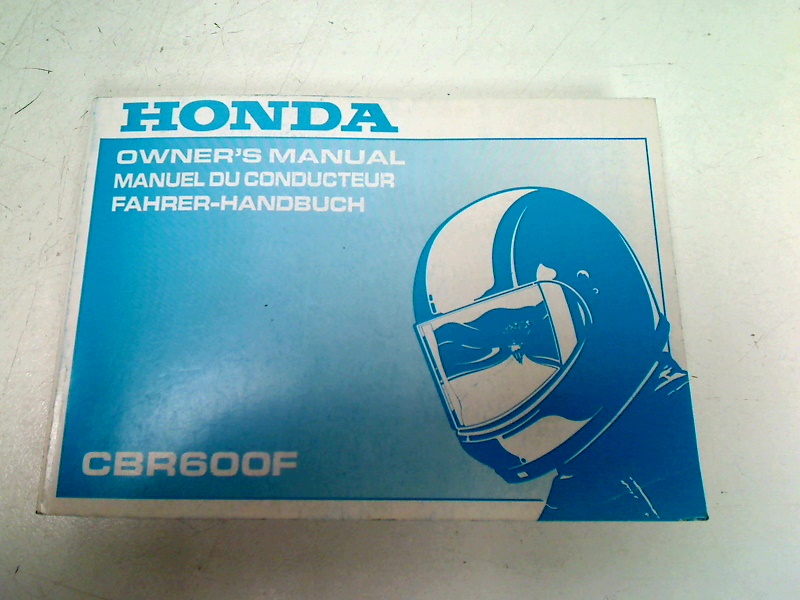 HONDA
OWNER'S MANUAL
MANUEL DU CONDUCTEUR
FAHRER-HANDBUCH
CBR600F